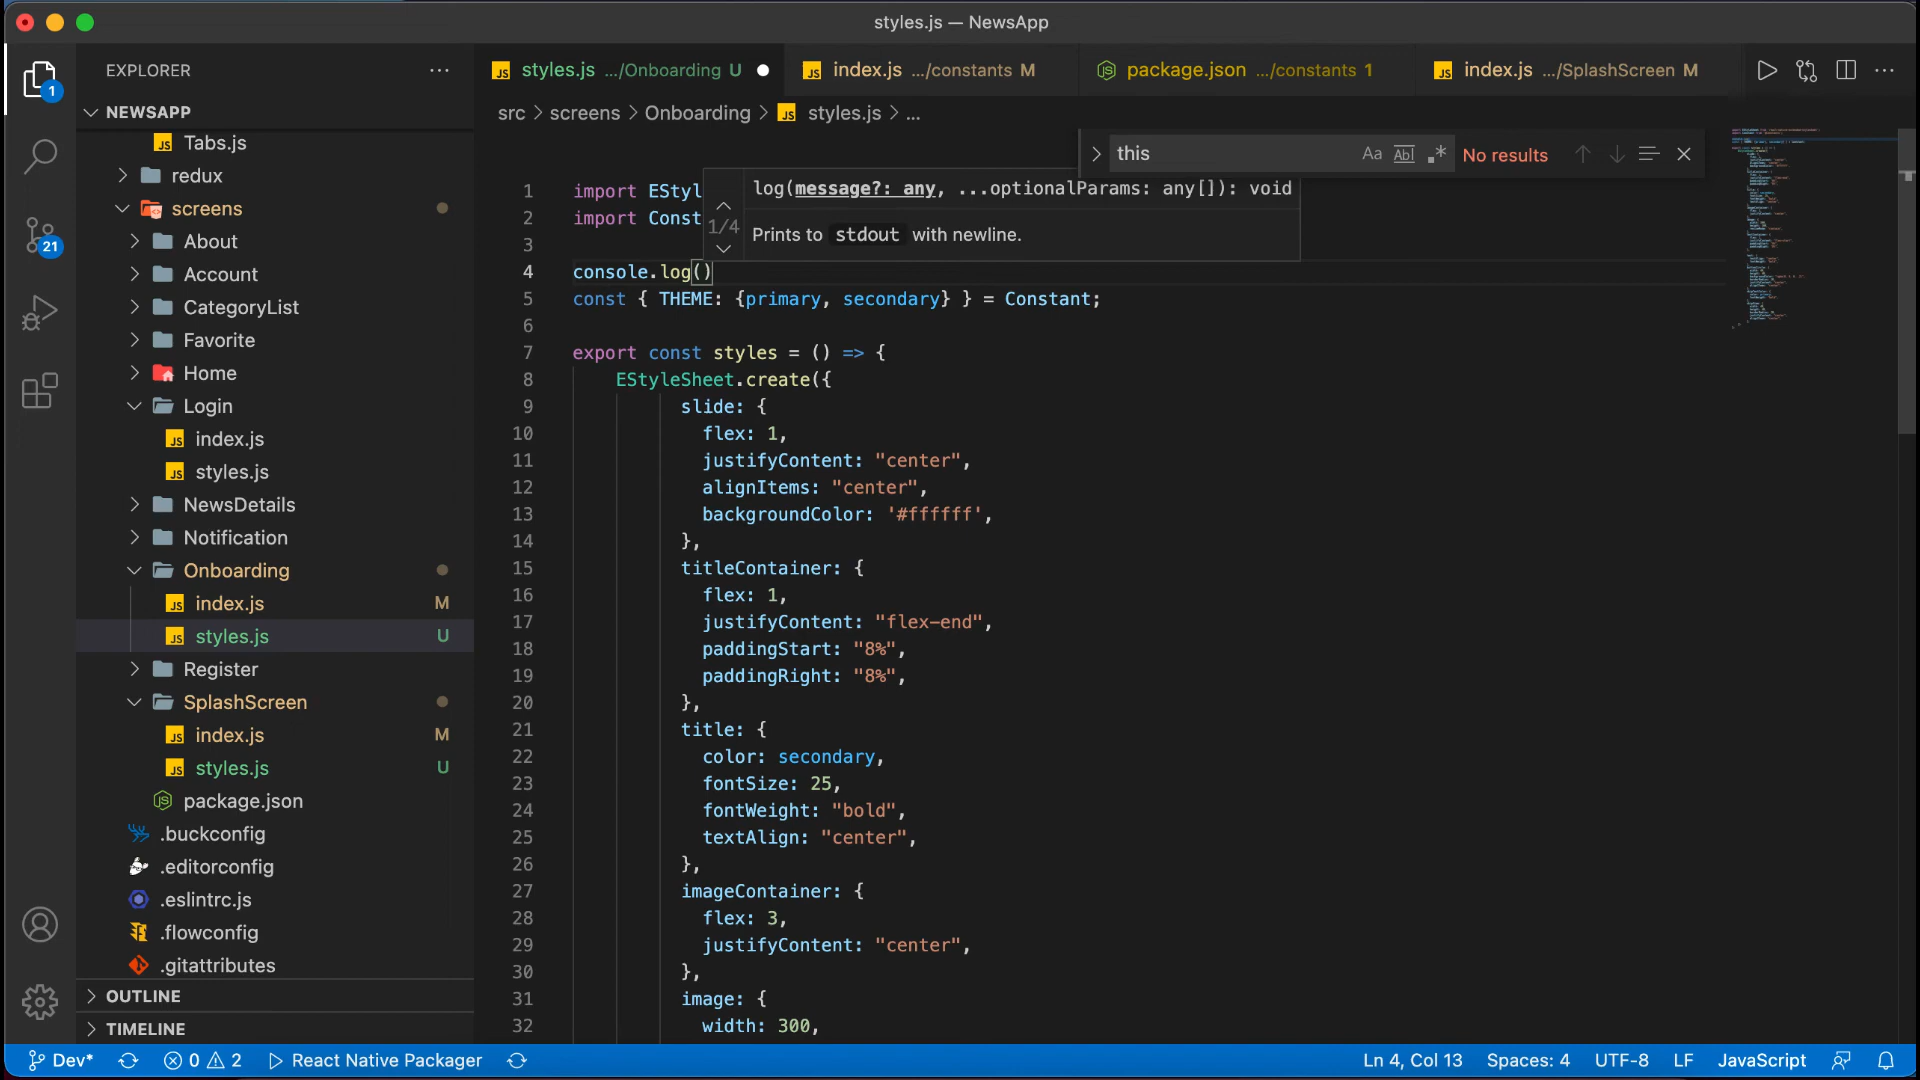 styles.js — NewsApp
EXPLORER
styles.js .../Onboarding U
index.js .../constants M
package.json .../constants 1
index.js .../SplashScreen M
1
NEWSAPP
src > screens > Onboarding > styles.js > ...
Tabs.js
redux
screens
About
Account
CategoryList
Favorite
Home
Login
index.js
styles.js
NewsDetails
Notification
Onboarding
index.js M
styles.js U
Register
SplashScreen
index.js M
styles.js U
package.json
.buckconfig
.editorconfig
.eslintrc.js
.flowconfig
.gitattributes
OUTLINE
TIMELINE
21
this
Aa Abl .* No results
log(message?: any, ...optionalParams: any[]): void
1/4
Prints to stdout with newline.
1 import EStyl
2 import Const
3
4 console.log()
5 const { THEME: {primary, secondary} } = Constant;
6
7 export const styles = () => {
8 EStyleSheet.create({
9 slide: {
10 flex: 1,
11 justifyContent: "center",
12 alignItems: "center",
13 backgroundColor: '#ffffff',
14 },
15 titleContainer: {
16 flex: 1,
17 justifyContent: "flex-end",
18 paddingStart: "8%",
19 paddingRight: "8%",
20 },
21 title: {
22 color: secondary,
23 fontSize: 25,
24 fontWeight: "bold",
25 textAlign: "center",
26 },
27 imageContainer: {
28 flex: 3,
29 justifyContent: "center",
30 },
31 image: {
32 width: 300,
Dev* 0 2 React Native Packager
Ln 4, Col 13 Spaces: 4 UTF-8 LF JavaScript